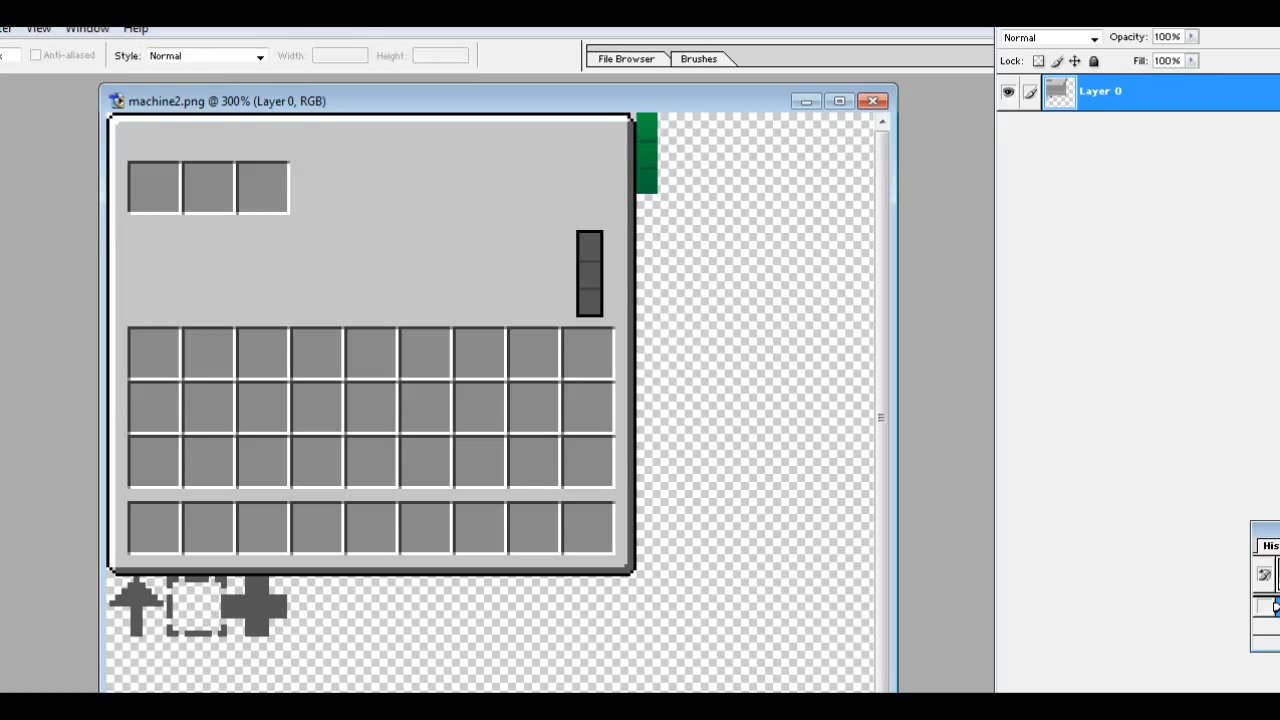 View Window Help
Anti-aliased Style: Normal Width: Height: File Browser Brushes
Normal Opacity: 100%
Lock: Fill: 100%
Layer 0
machine2.png @ 300% (Layer 0, RGB)
His